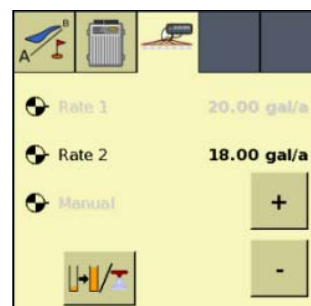 A B
Rate 1 20.00 gal/a
Rate 2 18.00 gal/a
Manual
+
-